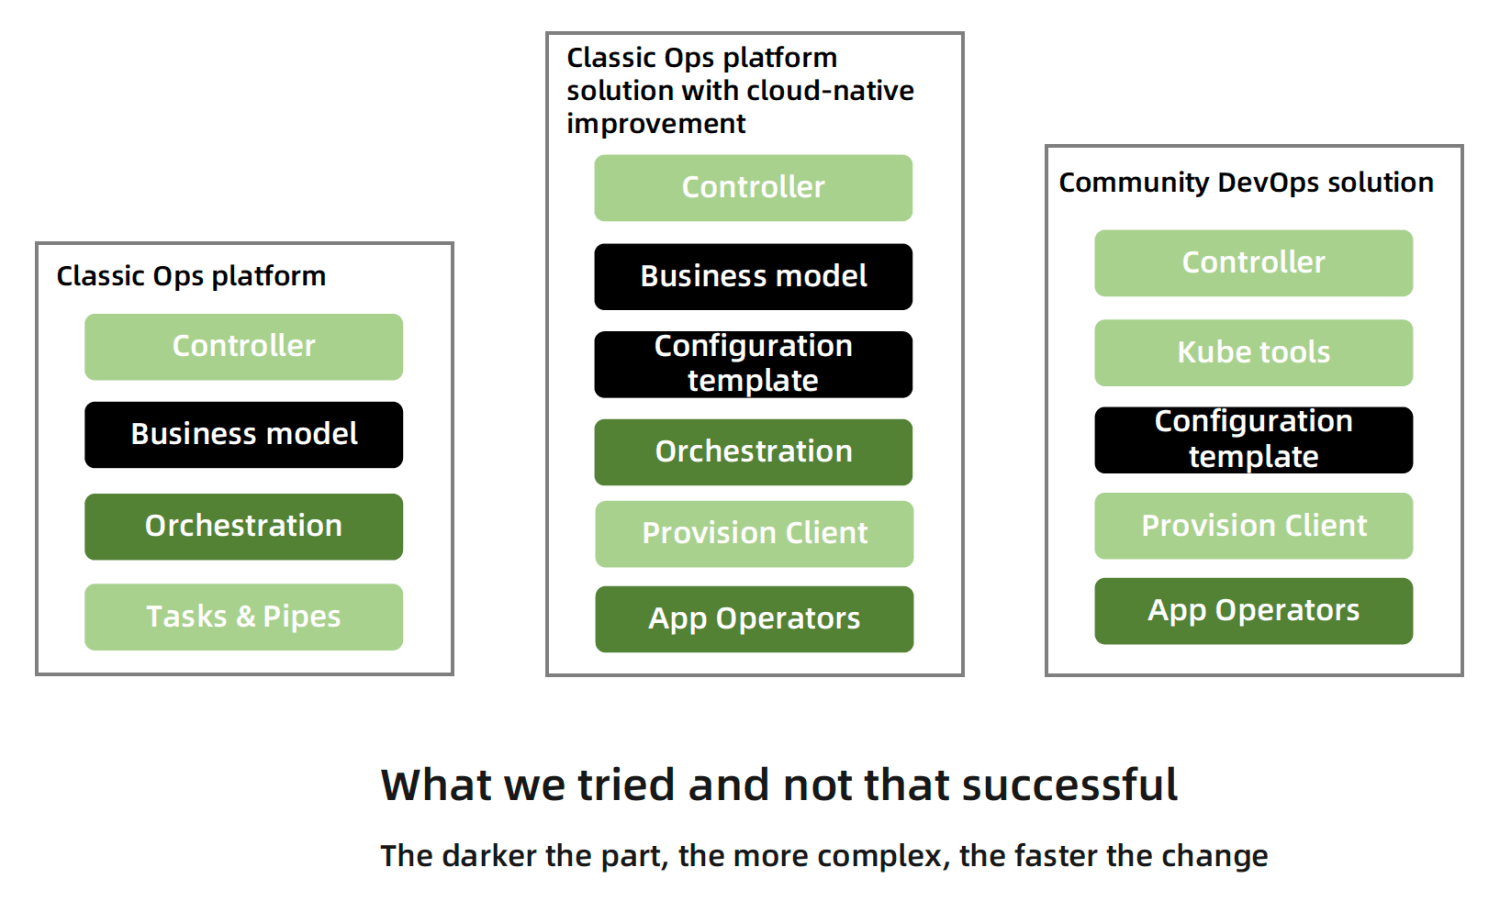 Classic Ops platform
Controller
Business model
Orchestration
Tasks & Pipes
Classic Ops platform
solution with cloud-native
improvement
Controller
Business model
Configuration
template
Orchestration
Provision Client
App Operators
Community DevOps solution
Controller
Kube tools
Configuration
template
Provision Client
App Operators
What we tried and not that successful
The darker the part, the more complex, the faster the change